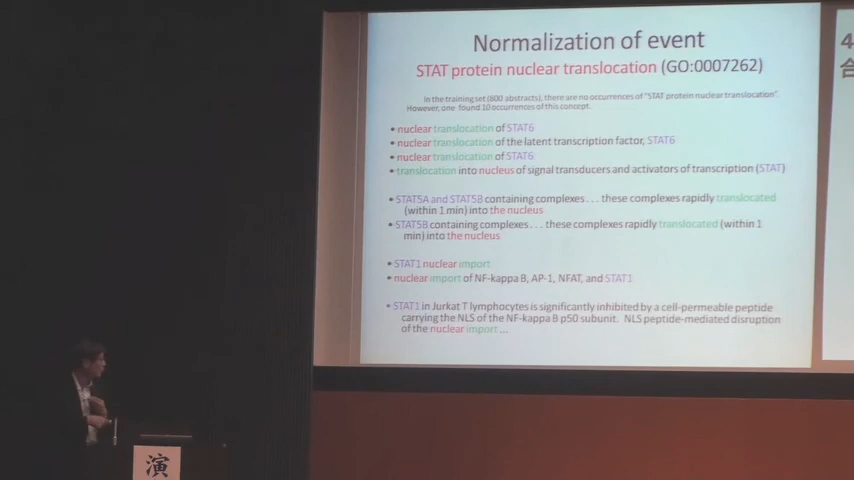 Normalization of event
STAT protein nuclear translocation (GO:0007262)
In the training set (800 abstracts), there are no occurrences of "STAT protein nuclear translocation".
However, one found 10 occurrences of this concept.
• nuclear translocation of STAT6
• nuclear translocation of the latent transcription factor, STAT6
• nuclear translocation of STAT6
• translocation into nucleus of signal transducers and activators of transcription (STAT)
• STAT5A and STAT5B containing complexes . . . these complexes rapidly translocated
(within 1 min) into the nucleus
• STAT5B containing complexes . . . these complexes rapidly translocated (within 1
min) into the nucleus
• STAT1 nuclear import
• nuclear import of NF-kappa B, AP-1, NFAT, and STAT1
• STAT1 in Jurkat T lymphocytes is significantly inhibited by a cell-permeable peptide
carrying the NLS of the NF-kappa B p50 subunit. NLS peptide-mediated disruption
of the nuclear import ...
4
合
演